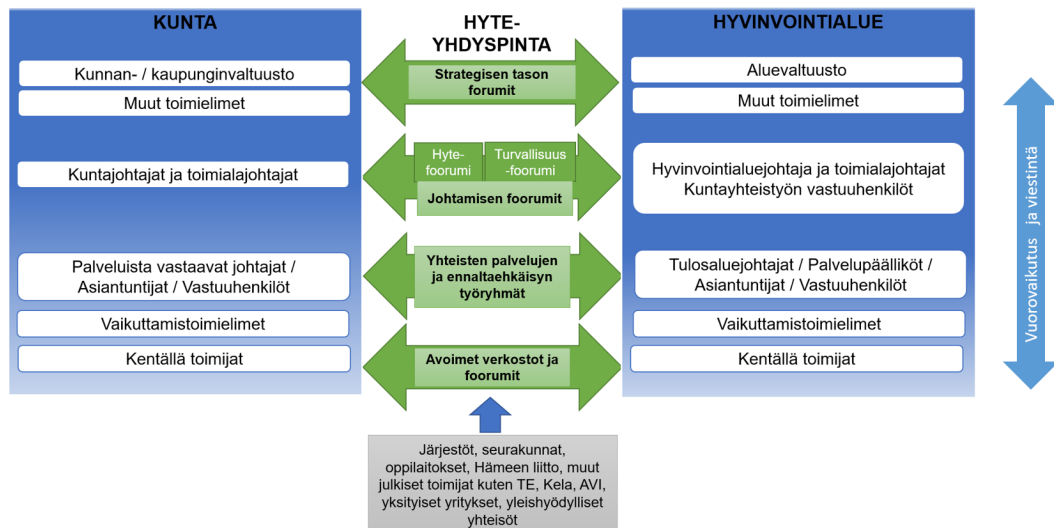 KUNTA
Kunnan- / kaupunginvaltuusto
Muut toimielimet
Kuntajohtajat ja toimialajohtajat
Palveluista vastaavat johtajat /
Asiantuntijat / Vastuuhenkilöt
Vaikuttamistoimielimet
Kentällä toimijat
HYTE-
YHDYSPINTA
Strategisen tason
forumit
Hyte-
foorumi
Turvallisuus
-foorumi
Johtamisen foorumit
Yhteisten palvelujen
ja ennaltaehkäisyn
työryhmät
Avoimet verkostot ja
foorumit
Järjestöt, seurakunnat,
oppilaitokset, Hämeen liitto, muut
julkiset toimijat kuten TE, Kela, AVI,
yksityiset yritykset, yleishyödylliset
yhteisöt
HYVINVOINTIALUE
Aluevaltuusto
Muut toimielimet
Hyvinvointialuejohtaja ja toimialajohtajat
Kuntayhteistyön vastuuhenkilöt
Tulosaluejohtajat / Palvelupäälliköt /
Asiantuntijat / Vastuuhenkilöt
Vaikuttamistoimielimet
Kentällä toimijat
Vuorovaikutus ja viestintä